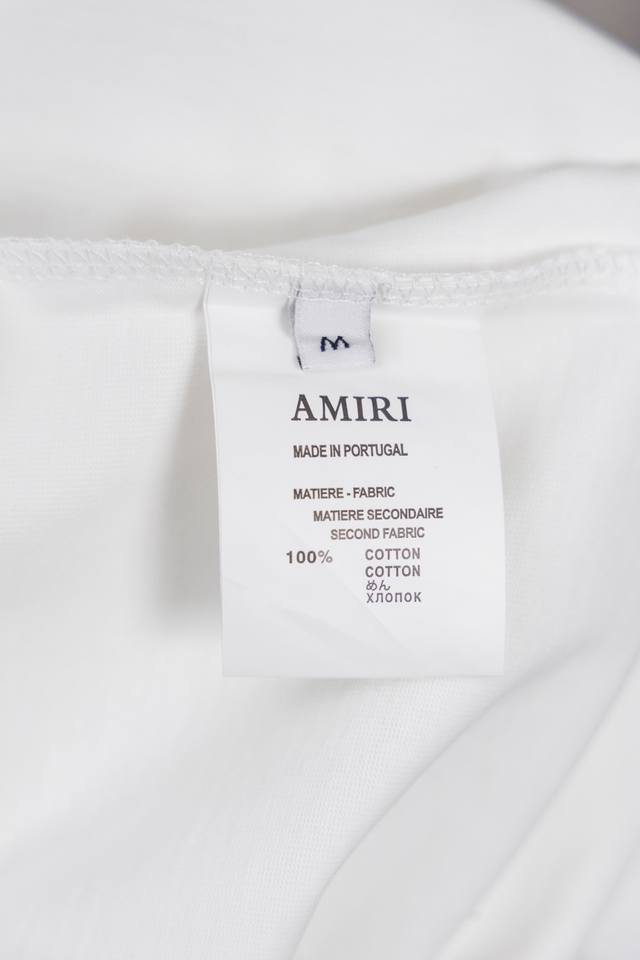 M
AMIRI
MADE IN PORTUGAL
MATIERE - FABRIC
MATIERE SECONDAIRE
SECOND FABRIC
100% COTTON
COTTON
めん
ХЛОПОК